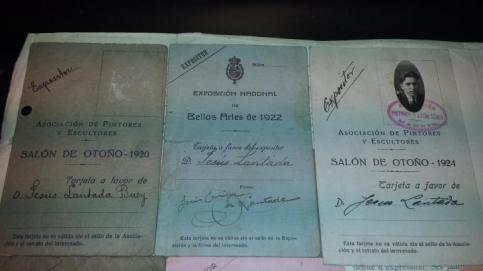 Expositor
ASOCIACIÓN DE PINTORES
Y ESCULTORES
SALÓN DE OTOÑO-1920
Tarjeta a favor de
D. Jesus Lantada Buey
Esta tarjeta no es válida sin el sello de la Asocia-
ción y el retrato del interesado.
EXPOSITOR
EXPOSICIÓN NACIONAL
DE
Bellas Artes de 1922
Tarjeta a favor del expositor
D. Jesús Lantada
Firma
Lantada
Esta tarjeta no es válida sin el sello de la Expo-
sición y la firma del interesado.
Expositor
ASOCIACIÓN DE PINTORES
Y ESCULTORES
SALÓN DE OTOÑO-1924
Tarjeta a favor de
D. Jesus Lantada
Esta tarjeta no es válida sin el sello de la Asocia-
ción y el retrato del interesado.